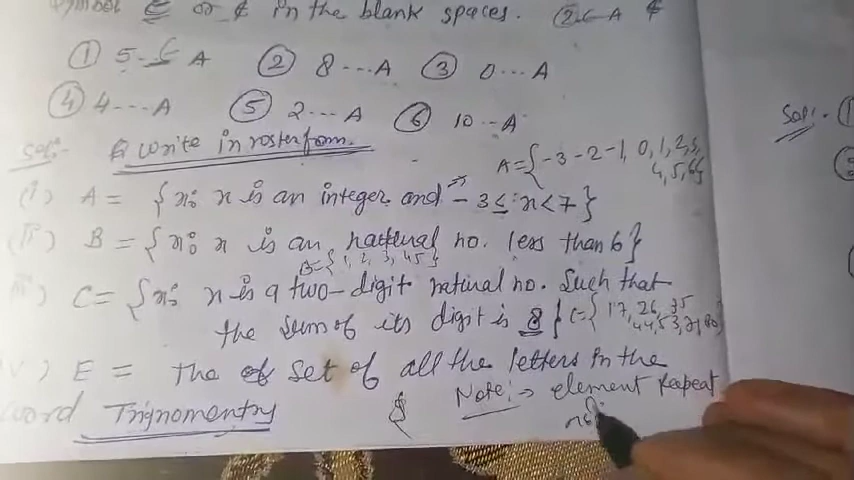 Symbol ∈ or ∉ in the blank spaces. 2 ∈ A ∉
① 5-∈ A ② 8 ---A ③ 0... A
④ 4----A ⑤ 2 ... A ⑥ 10 --A
Sol:- write in roster form.
A={-3 -2 -1, 0, 1, 2, 3,
4, 5, 6}
(i) A = {x: x is an integer and -3 ≤ x < 7}
(ii) B = {x: x is an natural no. less than 6}
B={1, 2, 3, 4 5}
C = {x: x is a two-digit natural no. Such that
the sum of its digit is 8} C={17, 26, 35
44, 53, 71, 80}
) E = The of set of all the letters in the
word Trignomentry
Note:→ element Repeat
Sol:- ①